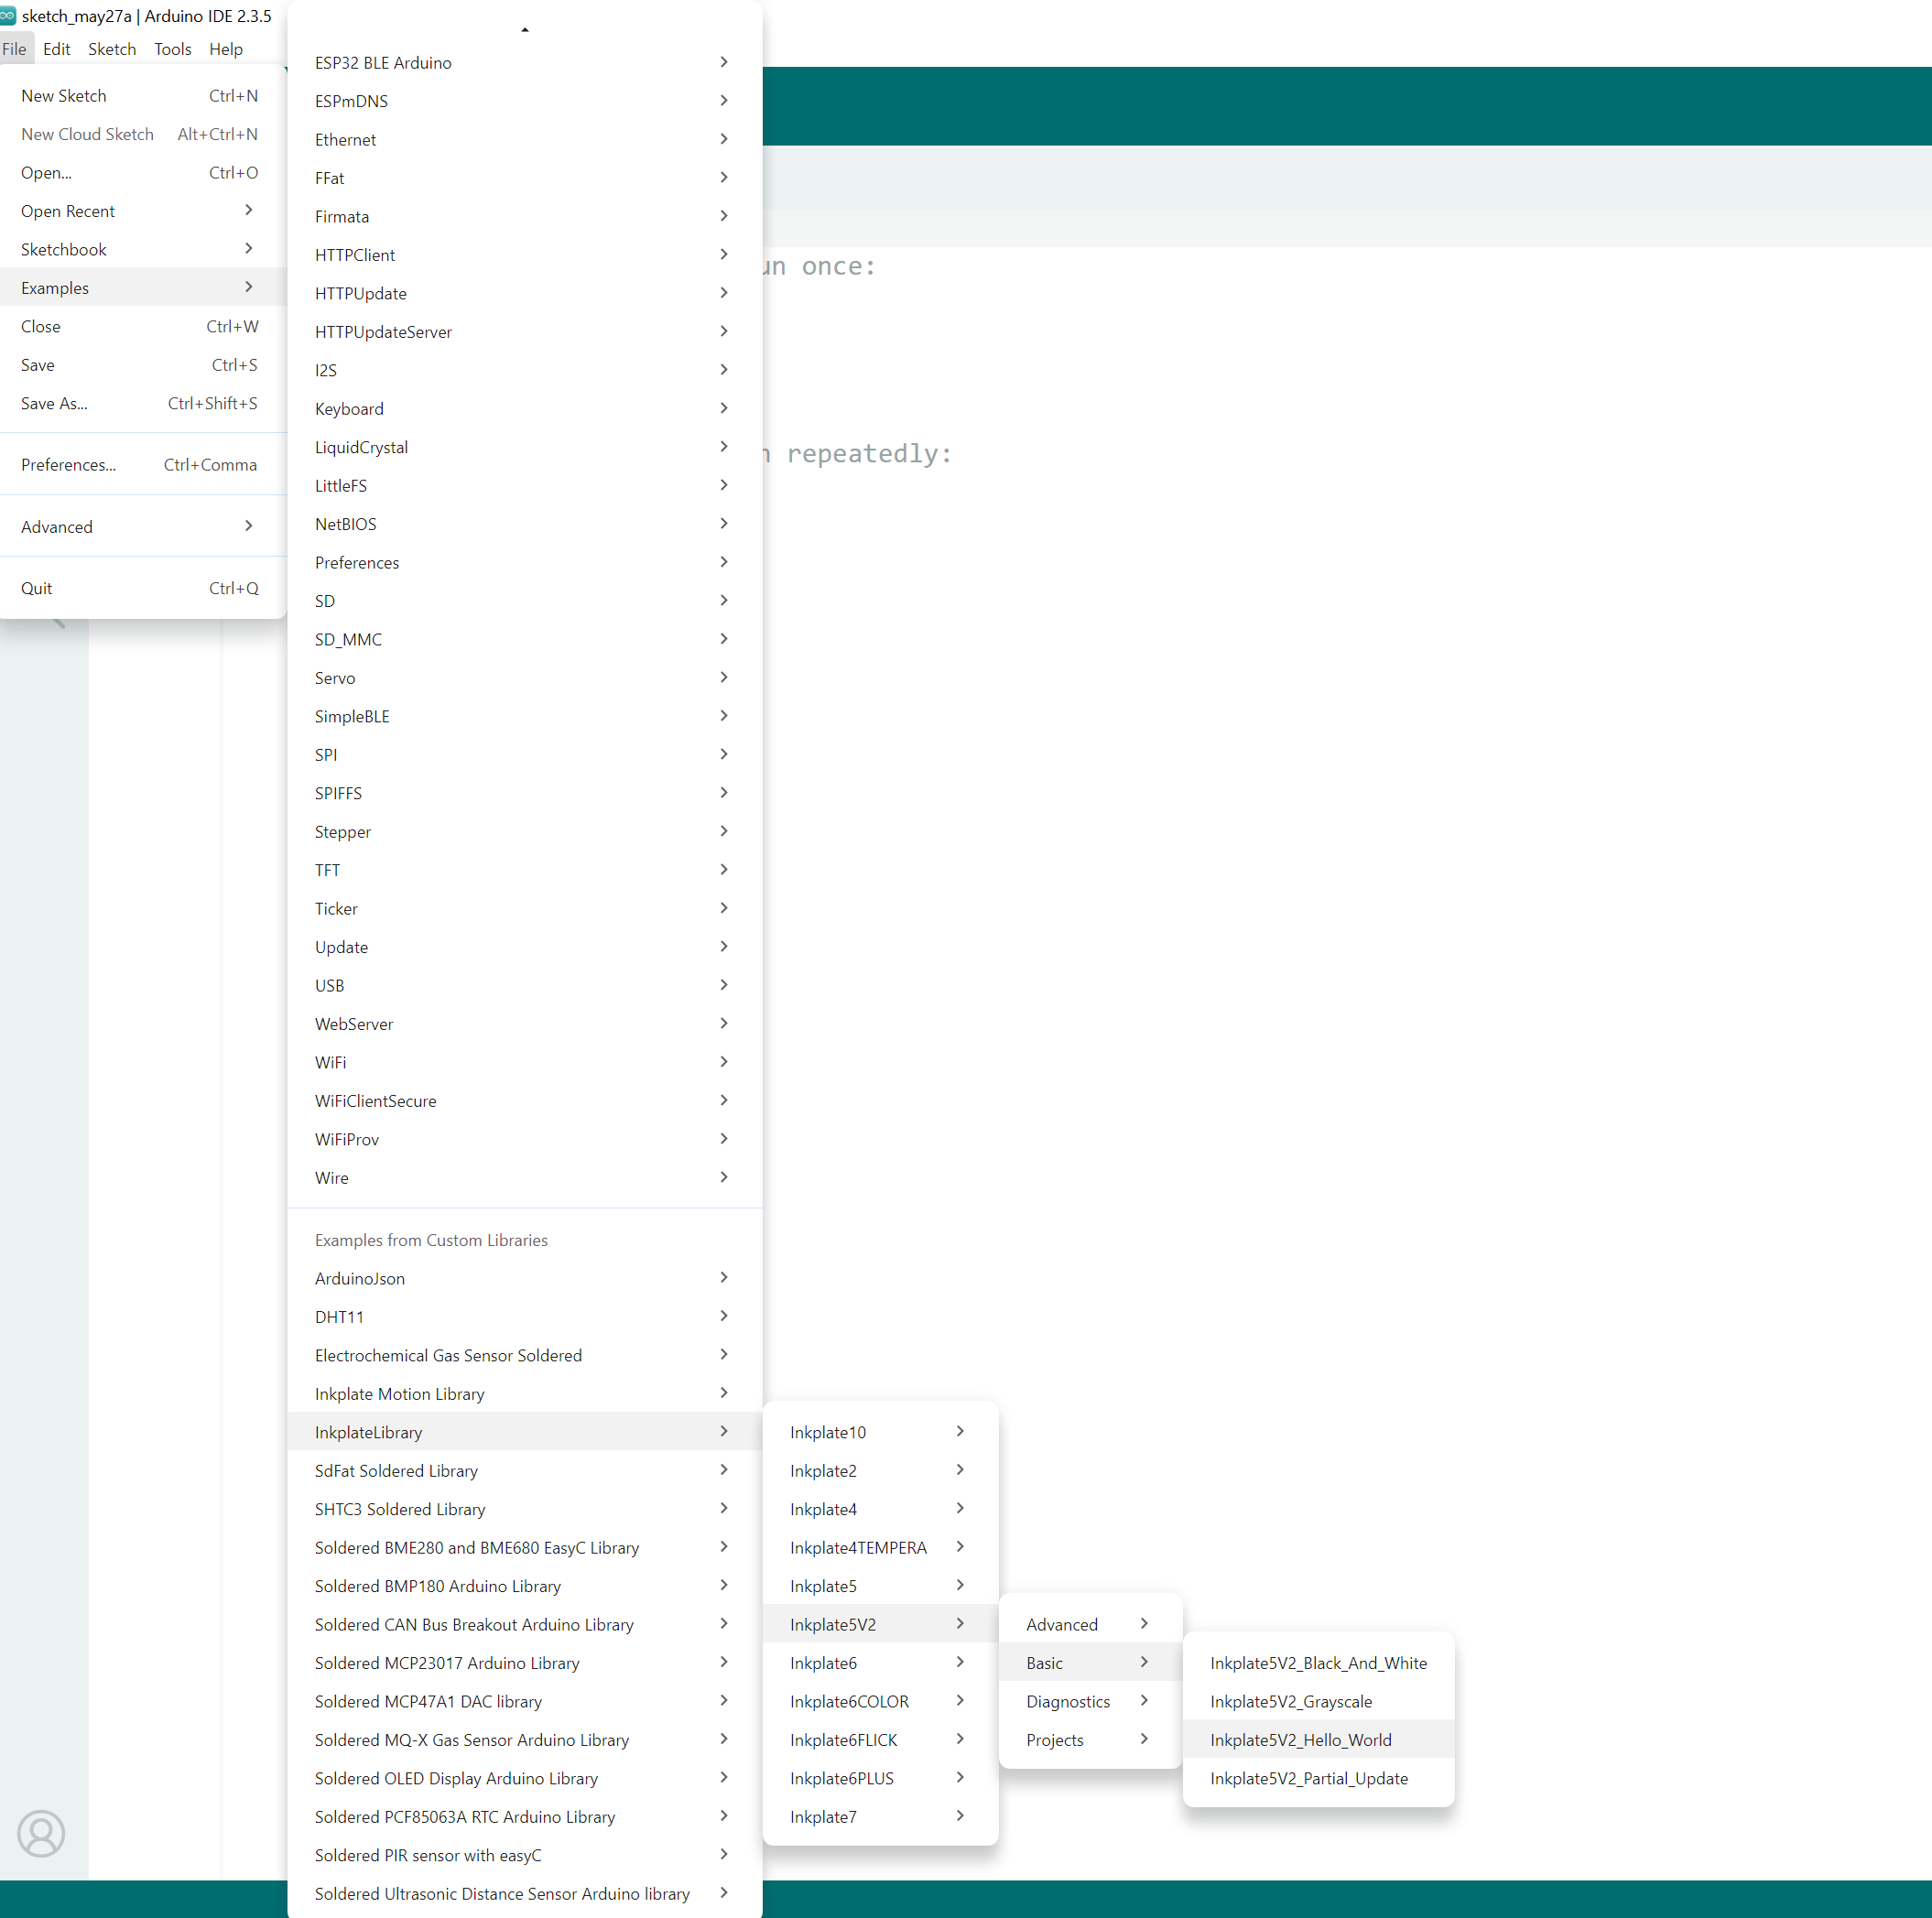 sketch_may27a | Arduino IDE 2.3.5
File Edit Sketch Tools Help
New Sketch Ctrl+N
New Cloud Sketch Alt+Ctrl+N
Open... Ctrl+O
Open Recent
Sketchbook
Examples
Close Ctrl+W
Save Ctrl+S
Save As... Ctrl+Shift+S
Preferences... Ctrl+Comma
Advanced
Quit Ctrl+Q
ESP32 BLE Arduino
ESPmDNS
Ethernet
FFat
Firmata
HTTPClient
HTTPUpdate
HTTPUpdateServer
I2S
Keyboard
LiquidCrystal
LittleFS
NetBIOS
Preferences
SD
SD_MMC
Servo
SimpleBLE
SPI
SPIFFS
Stepper
TFT
Ticker
Update
USB
WebServer
WiFi
WiFiClientSecure
WiFiProv
Wire
Examples from Custom Libraries
ArduinoJson
DHT11
Electrochemical Gas Sensor Soldered
Inkplate Motion Library
InkplateLibrary
SdFat Soldered Library
SHTC3 Soldered Library
Soldered BME280 and BME680 EasyC Library
Soldered BMP180 Arduino Library
Soldered CAN Bus Breakout Arduino Library
Soldered MCP23017 Arduino Library
Soldered MCP47A1 DAC library
Soldered MQ-X Gas Sensor Arduino Library
Soldered OLED Display Arduino Library
Soldered PCF85063A RTC Arduino Library
Soldered PIR sensor with easyC
Soldered Ultrasonic Distance Sensor Arduino library
Inkplate10
Inkplate2
Inkplate4
Inkplate4TEMPERA
Inkplate5
Inkplate5V2
Inkplate6
Inkplate6COLOR
Inkplate6FLICK
Inkplate6PLUS
Inkplate7
Advanced
Basic
Diagnostics
Projects
Inkplate5V2_Black_And_White
Inkplate5V2_Grayscale
Inkplate5V2_Hello_World
Inkplate5V2_Partial_Update
un once:
repeatedly: